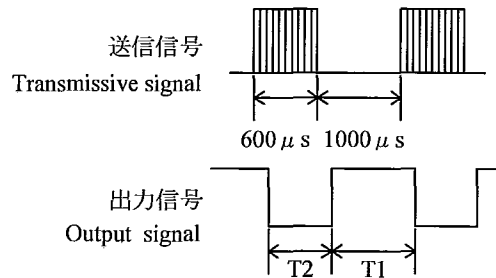 送信信号
Transmissive signal
600 μ s 1000 μ s
出力信号
Output signal
T2 T1